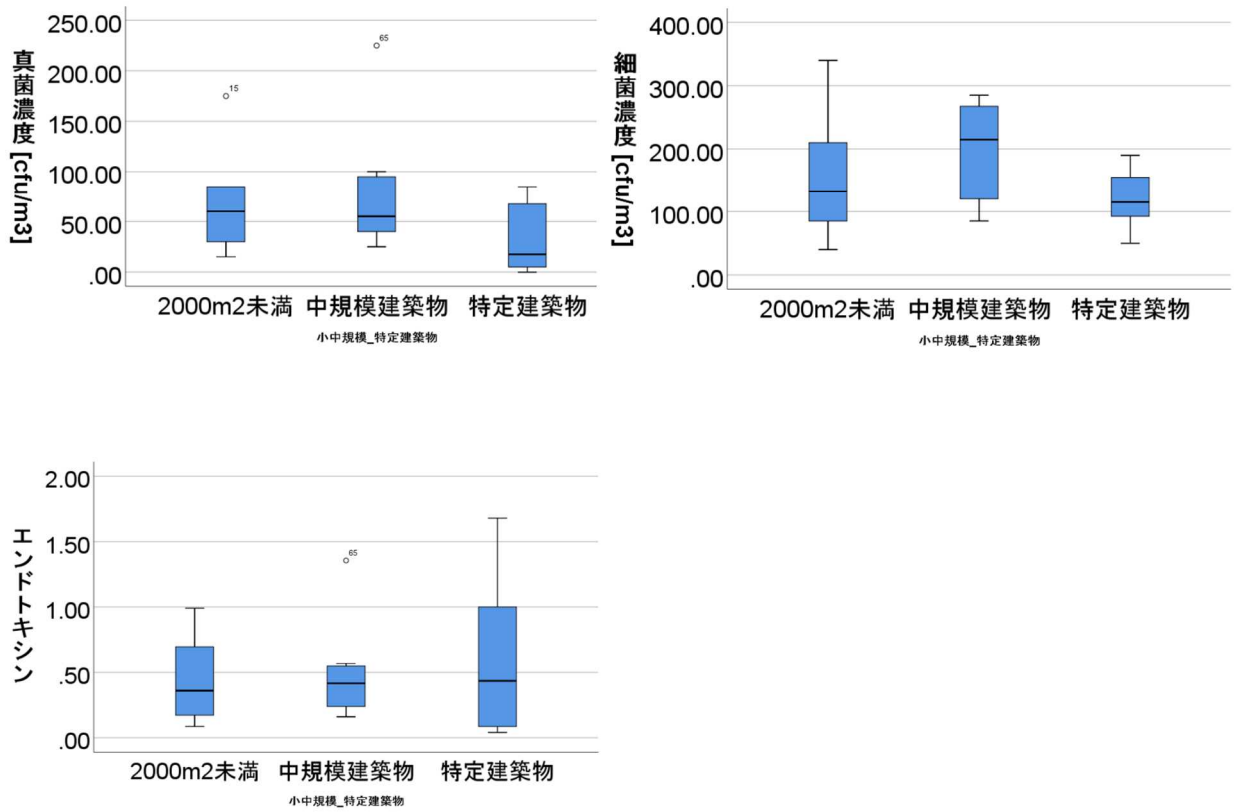 真菌濃度 [cfu/m3]
250.00
200.00
150.00
100.00
50.00
.00
15
65
2000m2未満 中規模建築物 特定建築物
小中規模_特定建築物
細菌濃度 [cfu/m3]
400.00
300.00
200.00
100.00
.00
2000m2未満 中規模建築物 特定建築物
小中規模_特定建築物
エンドトキシン
2.00
1.50
1.00
.50
.00
65
2000m2未満 中規模建築物 特定建築物
小中規模_特定建築物